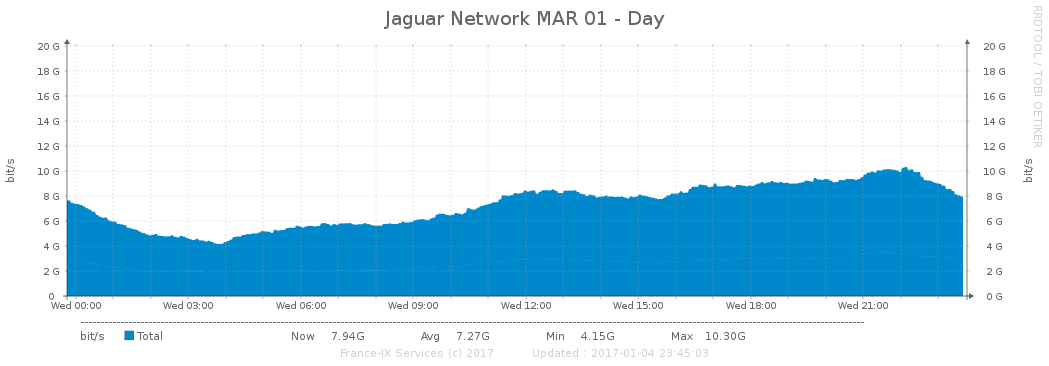 Jaguar Network MAR 01 - Day
RRDTOOL / TOBI OETIKER
bit/s
20 G 20 G
18 G 18 G
16 G 16 G
14 G 14 G
12 G 12 G
10 G 10 G
8 G 8 G
6 G 6 G
4 G 4 G
2 G 2 G
0 0 G
bit/s
Wed 00:00 Wed 03:00 Wed 06:00 Wed 09:00 Wed 12:00 Wed 15:00 Wed 18:00 Wed 21:00
bit/s Total Now 7.94G Avg 7.27G Min 4.15G Max 10.30G
France-IX Services (c) 2017 Updated : 2017-01-04 23:45:03